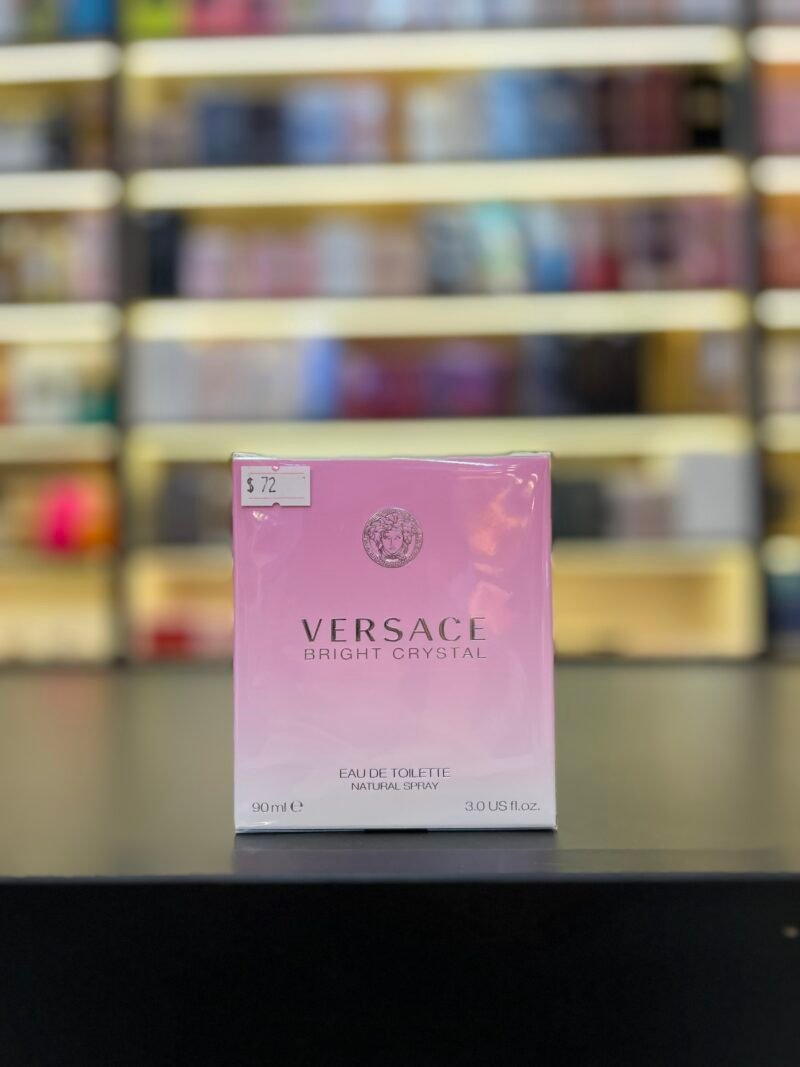 $ 72
VERSACE
BRIGHT CRYSTAL
EAU DE TOILETTE
NATURAL SPRAY
90 ml ℮
3.0 US fl.oz.